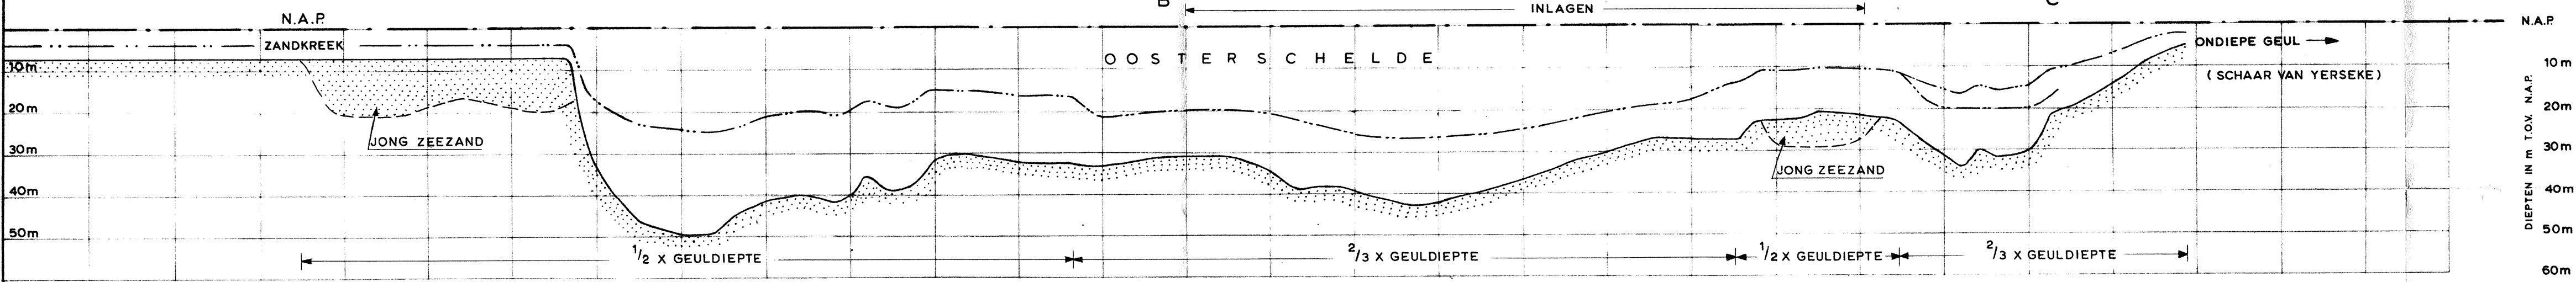 B
C
INLAGEN
N.A.P.
N.A.P.
ZANDKREEK
OOSTERSCHELDE
ONDIEPE GEUL
(SCHAAR VAN YERSEKE)
10m
20m
30m
40m
50m
JONG ZEEZAND
JONG ZEEZAND
1/2 X GEULDIEPTE
2/3 X GEULDIEPTE
1/2 X GEULDIEPTE
2/3 X GEULDIEPTE
10m
20m
30m
40m
50m
60m
DIEPTEN IN m T.O.V. N.A.P.